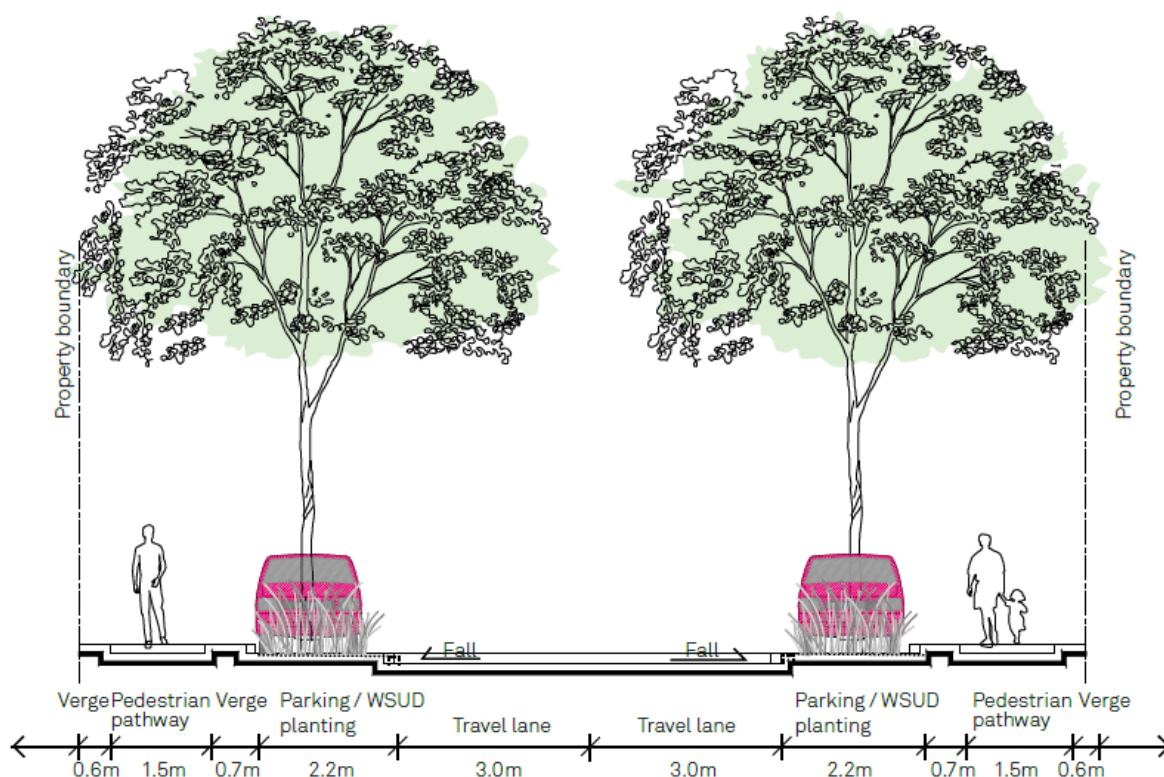 Property boundary
Property boundary
Fall
Fall
Verge Pedestrian Verge Parking / WSUD Parking / WSUD Pedestrian Verge
pathway planting Travel lane Travel lane planting pathway
0.6m 1.5m 0.7m 2.2m 3.0m 3.0m 2.2m 0.7m 1.5m 0.6m